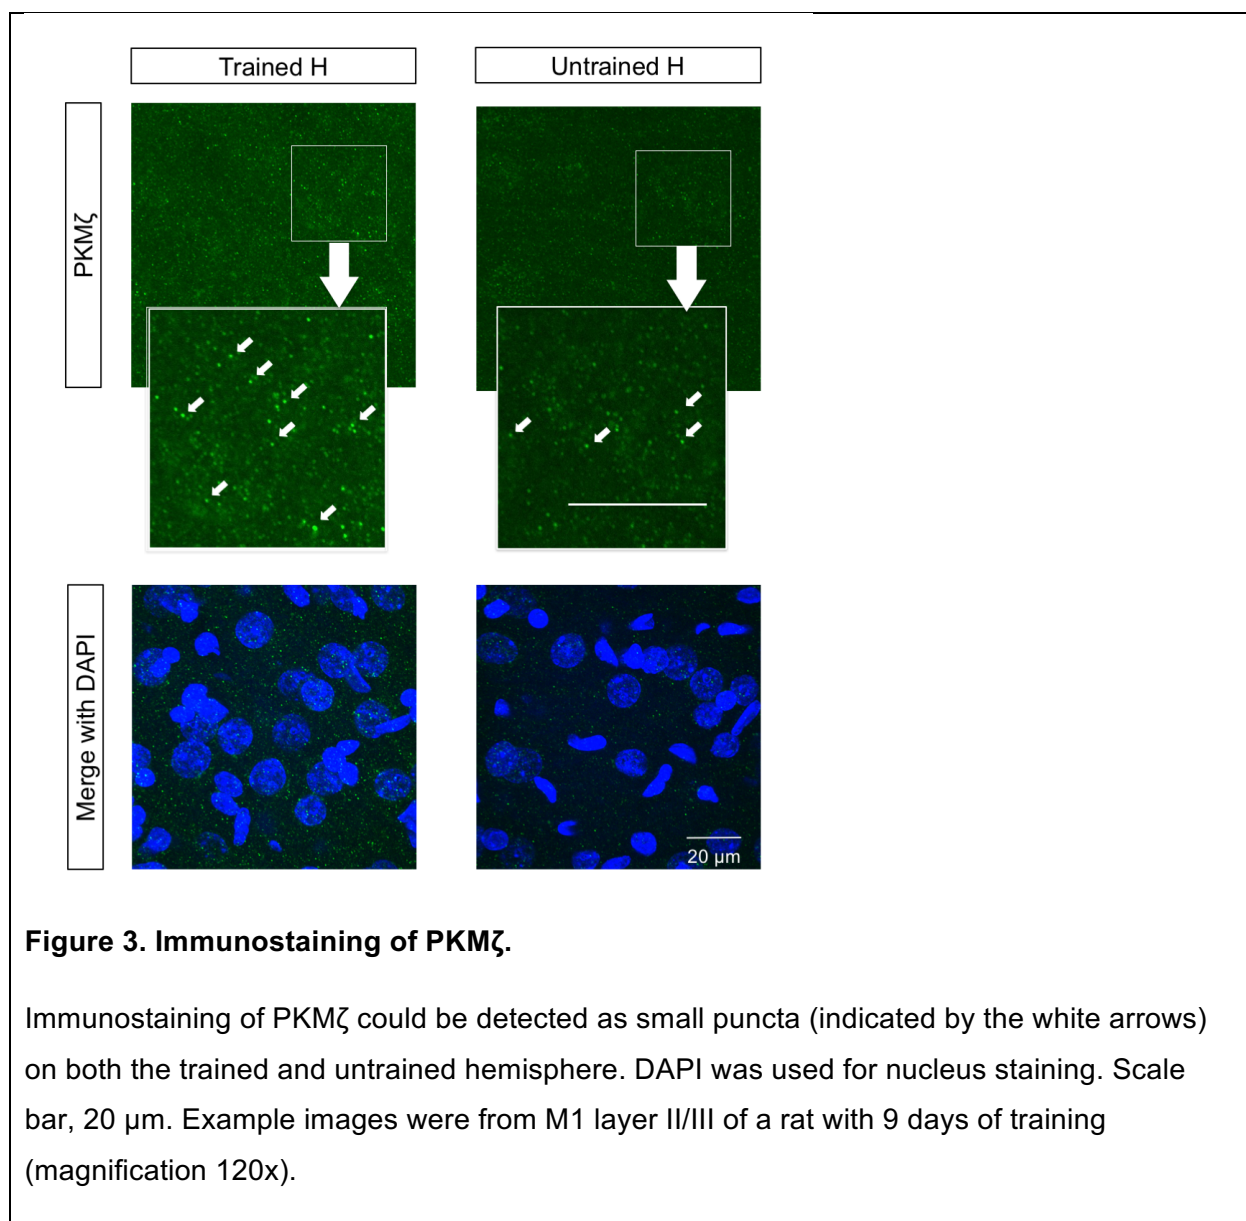 Trained H
Untrained H
PKMζ
Merge with DAPI
20 µm
Figure 3. Immunostaining of PKMζ.
Immunostaining of PKMζ could be detected as small puncta (indicated by the white arrows)
on both the trained and untrained hemisphere. DAPI was used for nucleus staining. Scale
bar, 20 µm. Example images were from M1 layer II/III of a rat with 9 days of training
(magnification 120x).